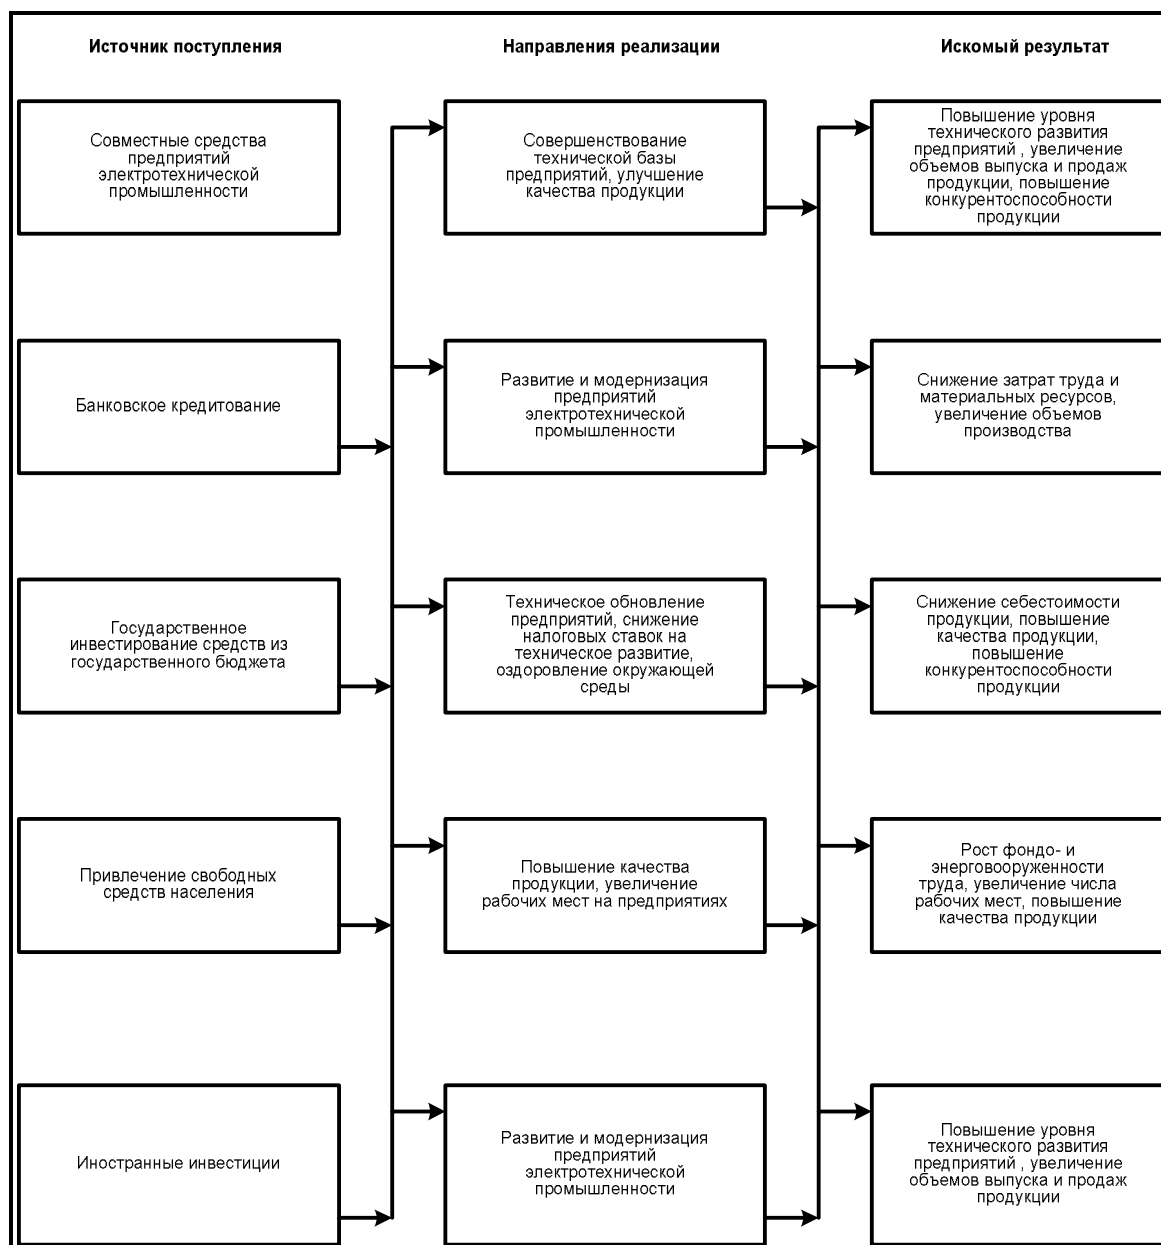 Источник поступления
Направления реализации
Искомый результат
Совместные средства
предприятий
электротехнической
промышленности
Совершенствование
технической базы
предприятий, улучшение
качества продукции
Повышение уровня
технического развития
предприятий , увеличение
объемов выпуска и продаж
продукции, повышение
конкурентоспособности
продукции
Банковское кредитование
Развитие и модернизация
предприятий
электротехнической
промышленности
Снижение затрат труда и
материальных ресурсов,
увеличение объемов
производства
Государственное
инвестирование средств из
государственного бюджета
Техническое обновление
предприятий, снижение
налоговых ставок на
техническое развитие,
оздоровление окружающей
среды
Снижение себестоимости
продукции, повышение
качества продукции,
повышение
конкурентоспособности
продукции
Привлечение свободных
средств населения
Повышение качества
продукции, увеличение
рабочих мест на предприятиях
Рост фондо- и
энерговооруженности
труда, увеличение числа
рабочих мест, повышение
качества продукции
Иностранные инвестиции
Развитие и модернизация
предприятий
электротехнической
промышленности
Повышение уровня
технического развития
предприятий , увеличение
объемов выпуска и продаж
продукции